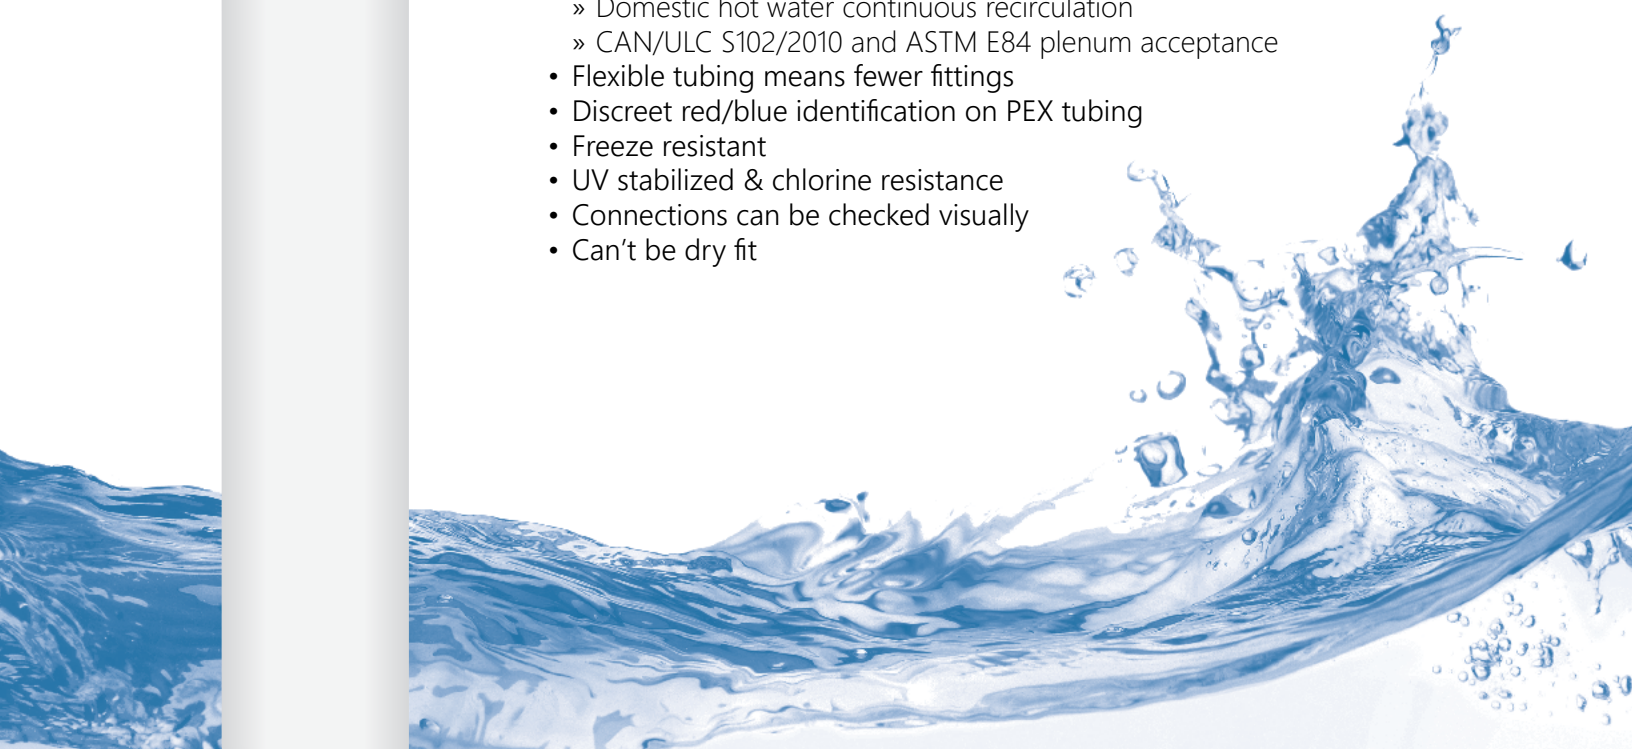 » Domestic hot water continuous recirculation
» CAN/ULC S102/2010 and ASTM E84 plenum acceptance
• Flexible tubing means fewer fittings
• Discreet red/blue identification on PEX tubing
• Freeze resistant
• UV stabilized & chlorine resistance
• Connections can be checked visually
• Can’t be dry fit